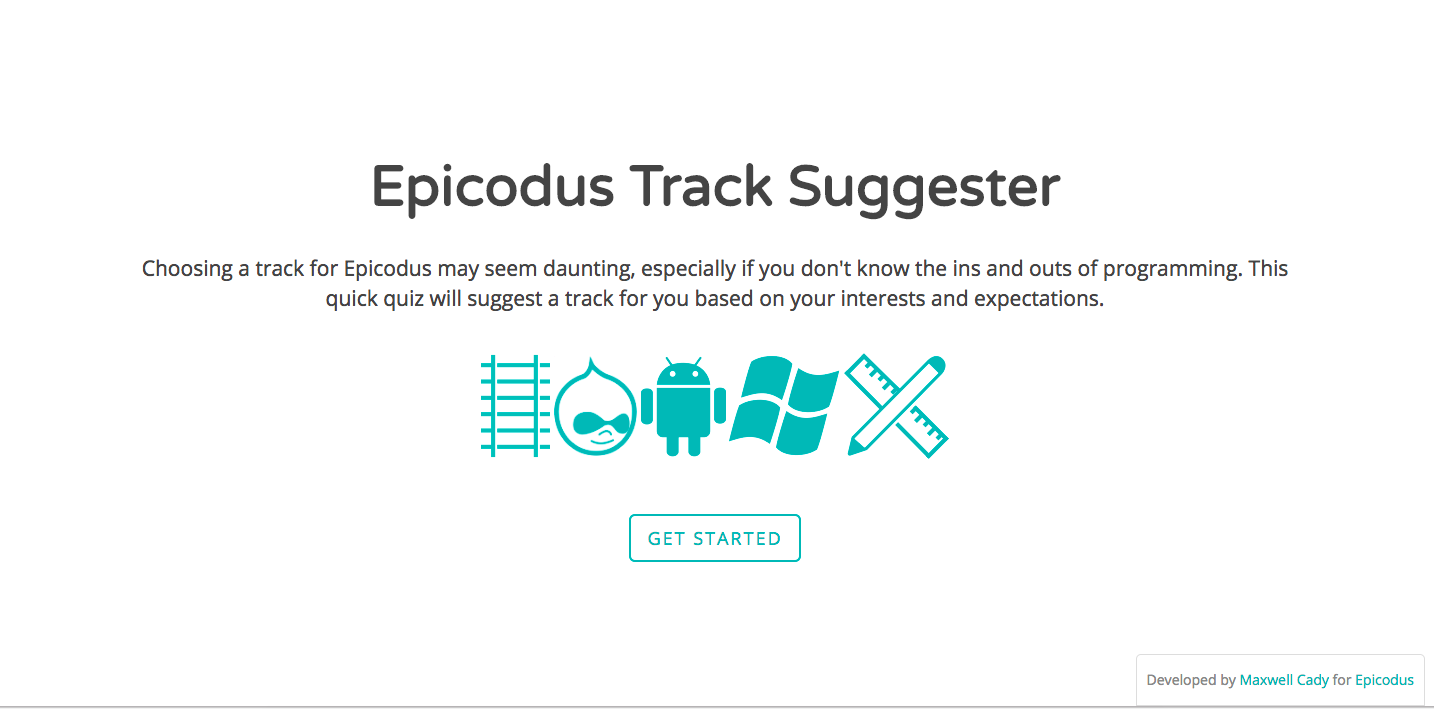 Epicodus Track Suggester
Choosing a track for Epicodus may seem daunting, especially if you don't know the ins and outs of programming. This
quick quiz will suggest a track for you based on your interests and expectations.
GET STARTED
Developed by Maxwell Cady for Epicodus